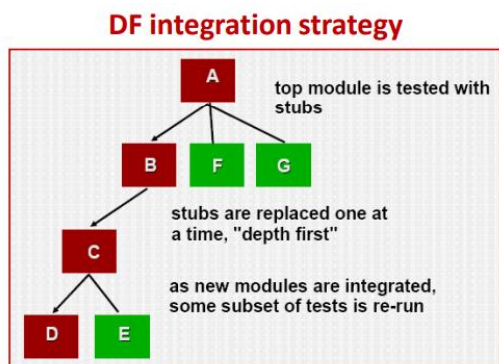 DF integration strategy
A
top module is tested with
stubs
B
F
G
stubs are replaced one at
a time, "depth first"
C
as new modules are integrated,
some subset of tests is re-run
D
E